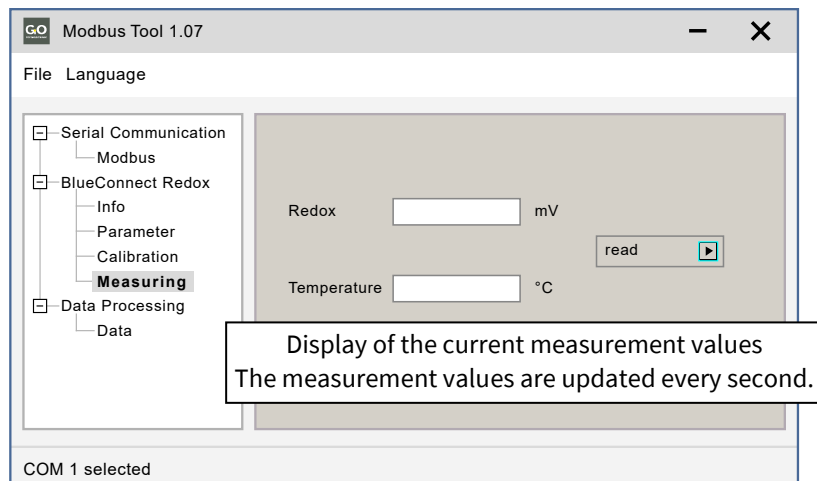 GO
Modbus Tool 1.07
File Language
Serial Communication
Modbus
BlueConnect Redox
Info
Parameter
Calibration
Measuring
Data Processing
Data
Redox mV
read
Temperature °C
Display of the current measurement values
The measurement values are updated every second.
COM 1 selected